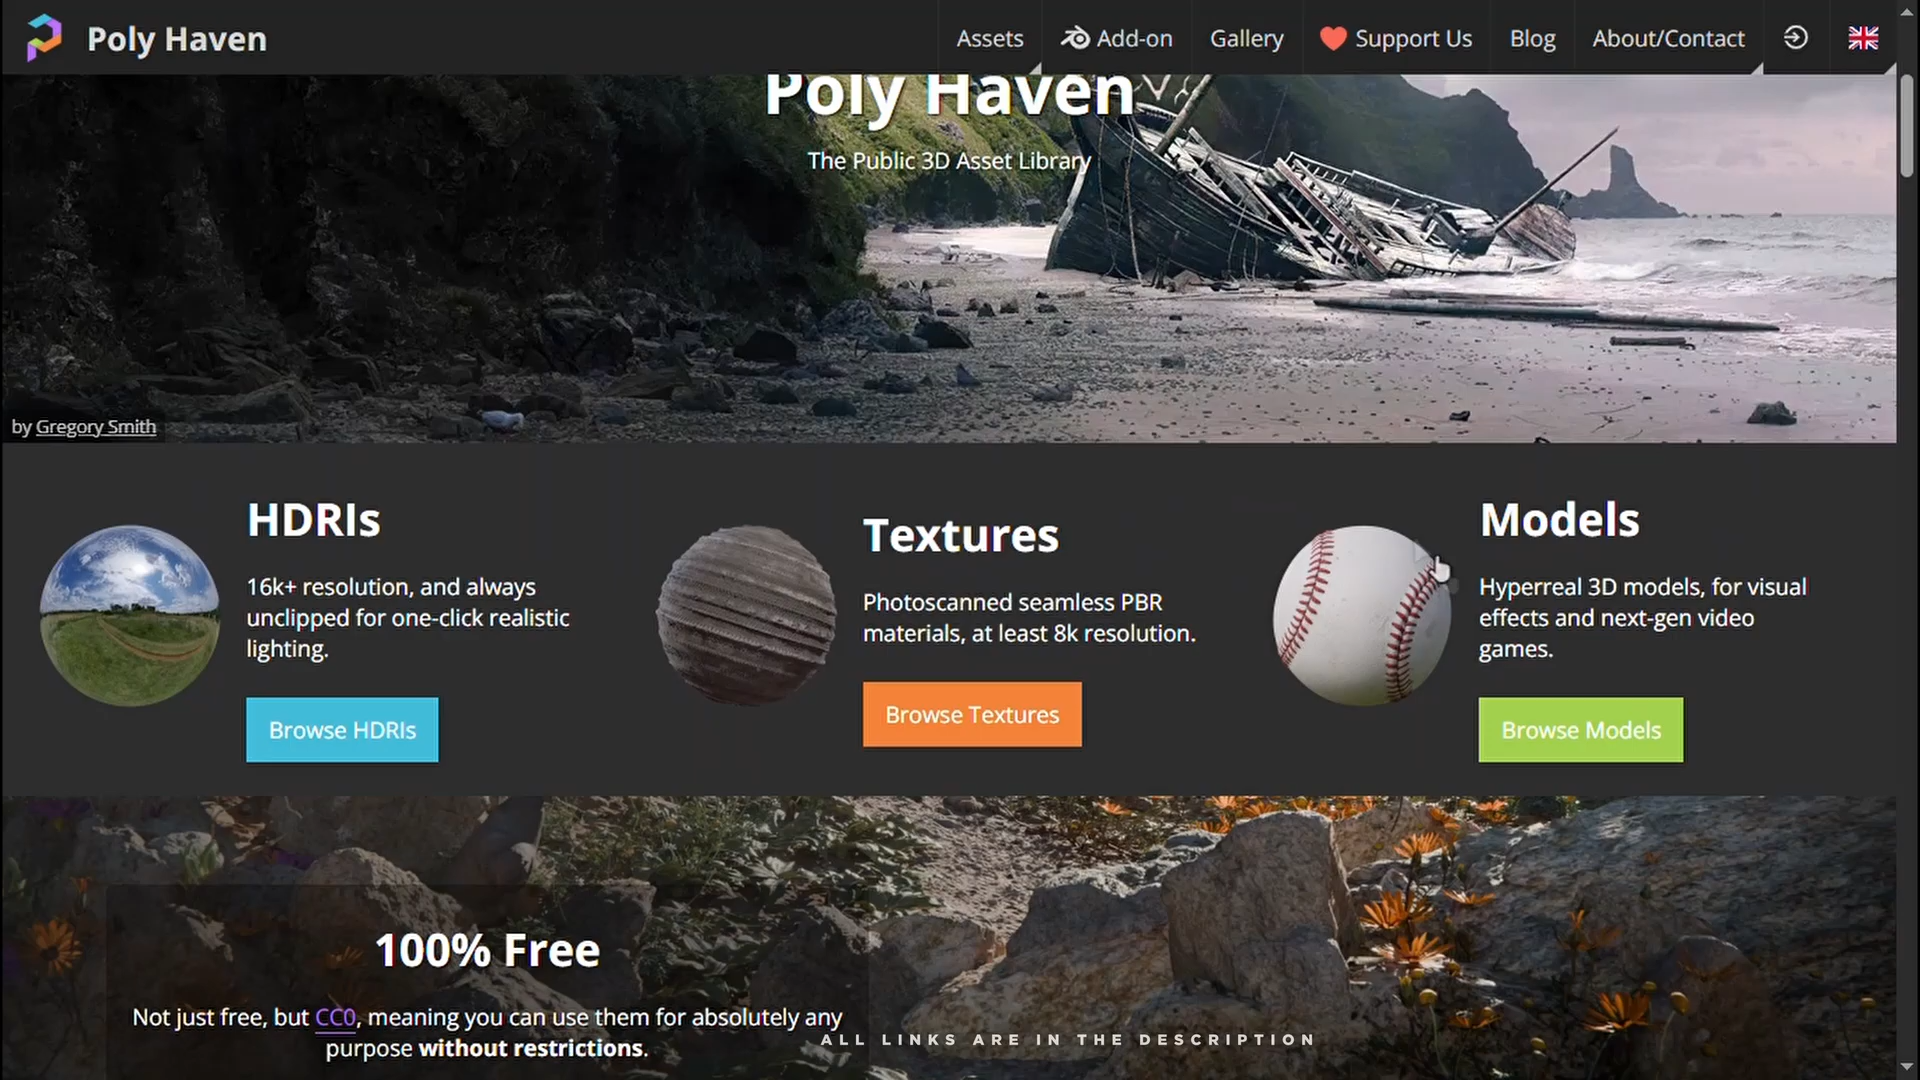 Poly Haven
Assets
Add-on
Gallery
Support Us
Blog
About/Contact
Poly Haven
The Public 3D Asset Library
by Gregory Smith
HDRIs
16k+ resolution, and always
unclipped for one-click realistic
lighting.
Browse HDRIs
Textures
Photoscanned seamless PBR
materials, at least 8k resolution.
Browse Textures
Models
Hyperreal 3D models, for visual
effects and next-gen video
games.
Browse Models
100% Free
Not just free, but CC0, meaning you can use them for absolutely any
purpose without restrictions.
ALL LINKS ARE IN THE DESCRIPTION